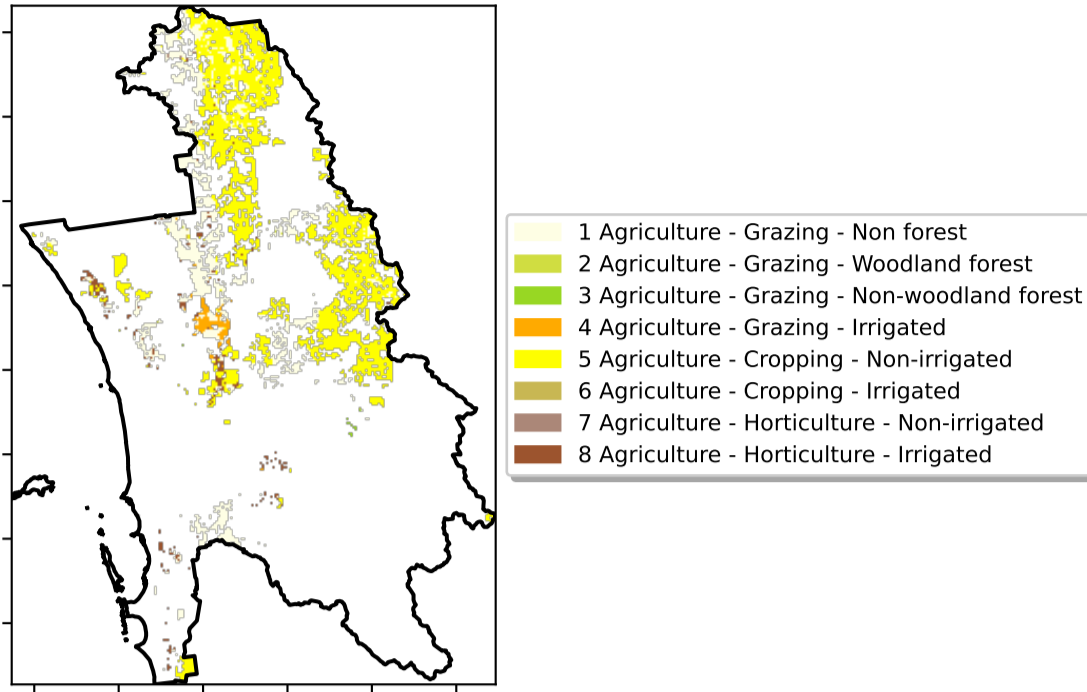 1 Agriculture - Grazing - Non forest
2 Agriculture - Grazing - Woodland forest
3 Agriculture - Grazing - Non-woodland forest
4 Agriculture - Grazing - Irrigated
5 Agriculture - Cropping - Non-irrigated
6 Agriculture - Cropping - Irrigated
7 Agriculture - Horticulture - Non-irrigated
8 Agriculture - Horticulture - Irrigated